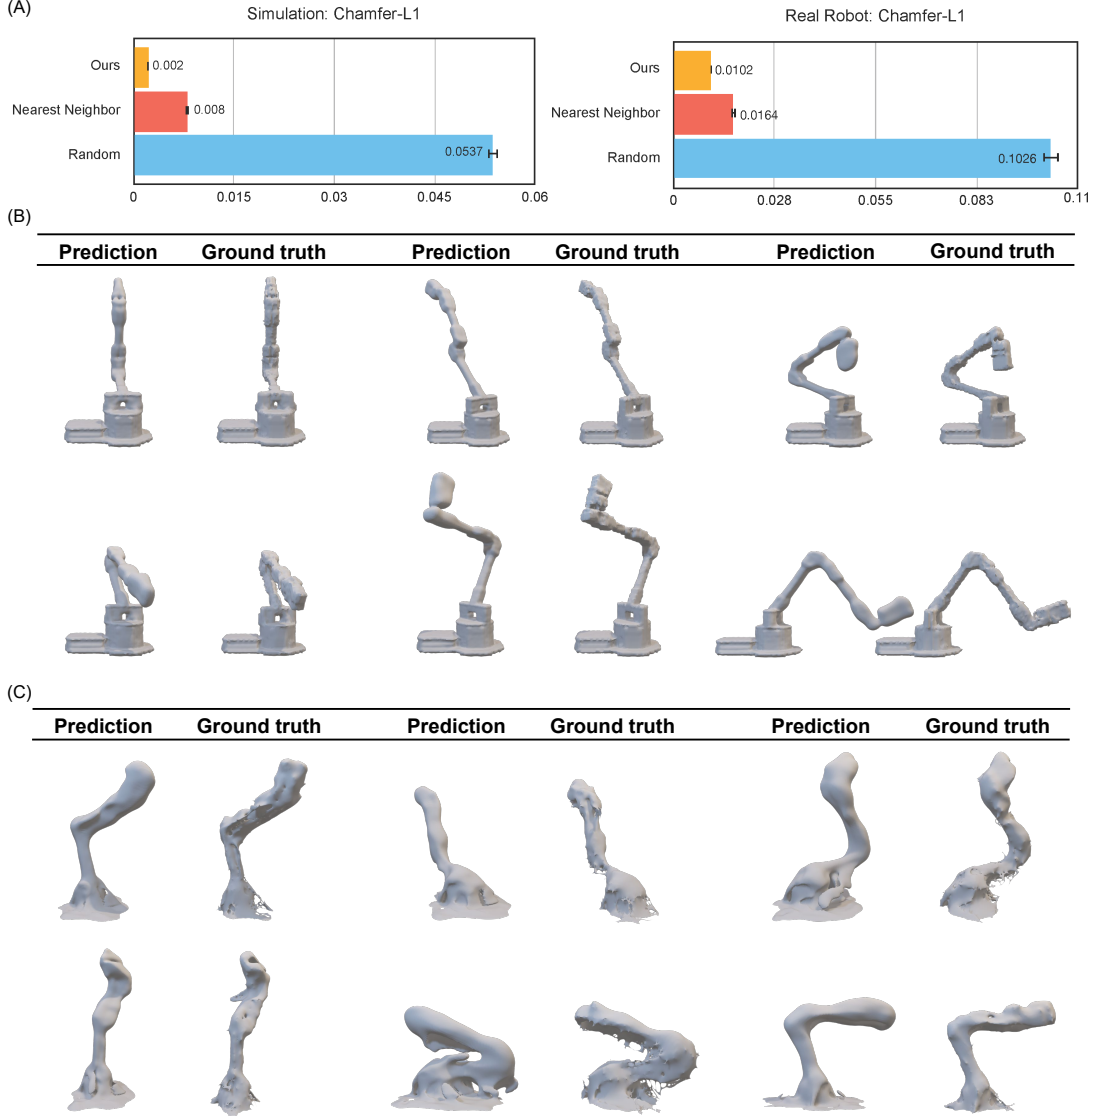 (A)
Simulation: Chamfer-L1
Ours
0.002
Nearest Neighbor
0.008
Random
0.0537
0 0.015 0.03 0.045 0.06
Real Robot: Chamfer-L1
Ours
0.0102
Nearest Neighbor
0.0164
Random
0.1026
0 0.028 0.055 0.083 0.11
(B)
Prediction Ground truth Prediction Ground truth Prediction Ground truth
(C)
Prediction Ground truth Prediction Ground truth Prediction Ground truth